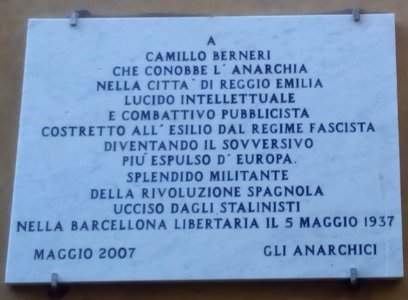 A
CAMILLO BERNERI
CHE CONOBBE L'ANARCHIA
NELLA CITTA' DI REGGIO EMILIA
LUCIDO INTELLETTUALE
E COMBATTIVO PUBBLICISTA
COSTRETTO ALL'ESILIO DAL REGIME FASCISTA
DIVENTANDO IL SOVVERSIVO
PIU' ESPULSO D'EUROPA.
SPLENDIDO MILITANTE
DELLA RIVOLUZIONE SPAGNOLA
UCCISO DAGLI STALINISTI
NELLA BARCELLONA LIBERTARIA IL 5 MAGGIO 1937
MAGGIO 2007 GLI ANARCHICI